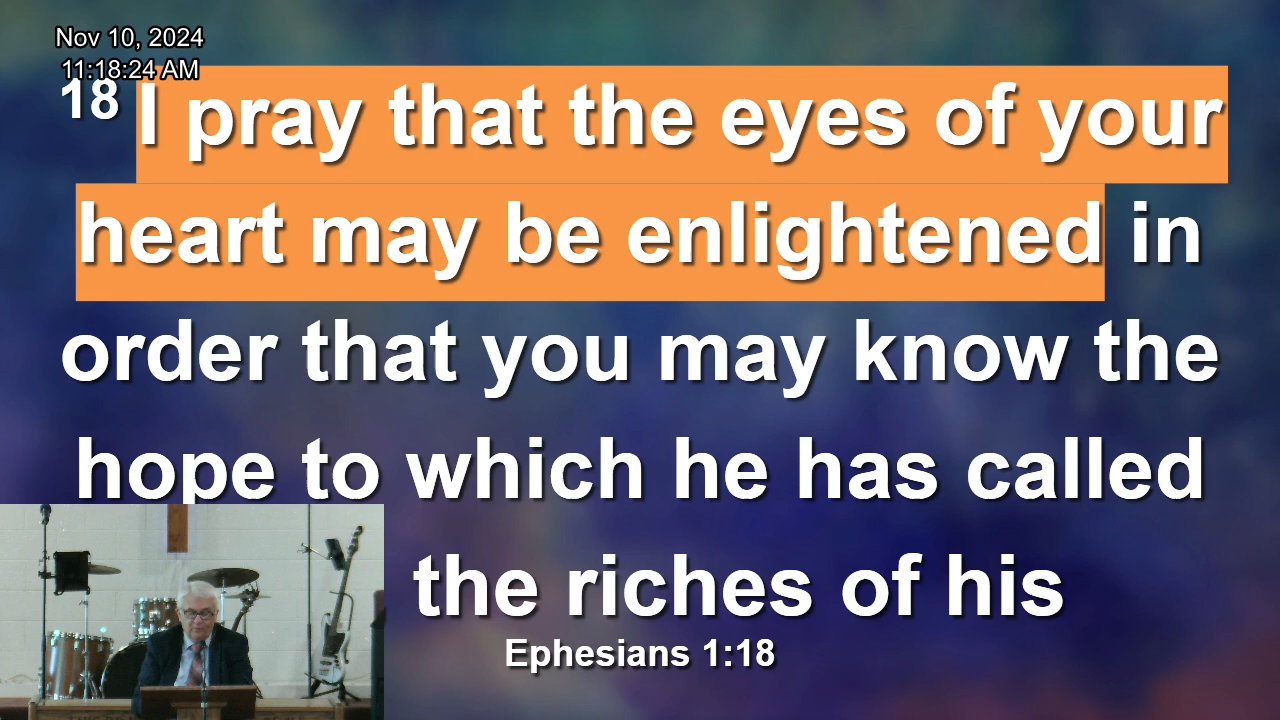 Nov 10, 2024
11:18:24 AM
18 I pray that the eyes of your
heart may be enlightened in
order that you may know the
hope to which he has called
the riches of his
Ephesians 1:18